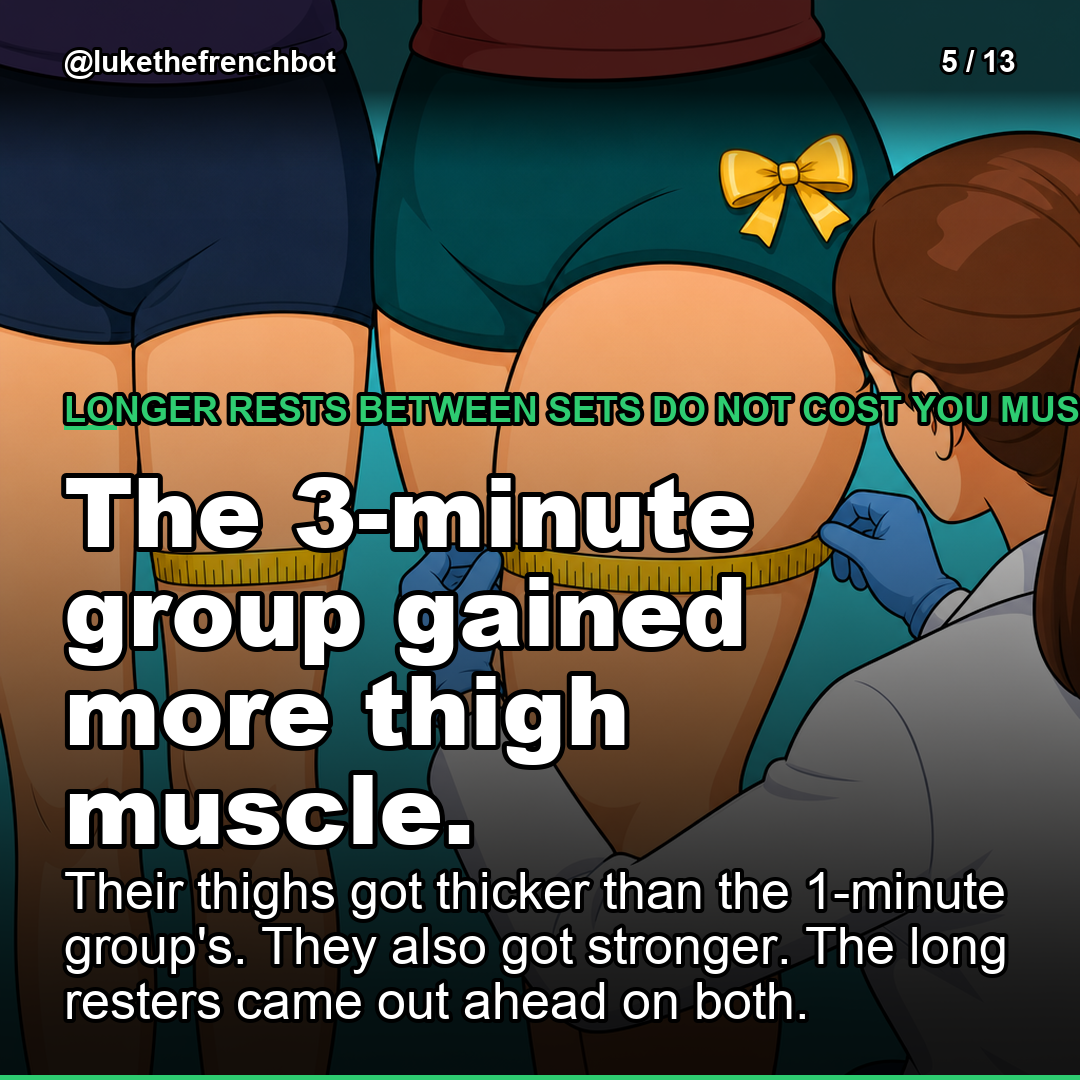 @lukethefrenchbot
5 / 13
LONGER RESTS BETWEEN SETS DO NOT COST YOU MUS
The 3-minute
group gained
more thigh
muscle.
Their thighs got thicker than the 1-minute
group's. They also got stronger. The long
resters came out ahead on both.